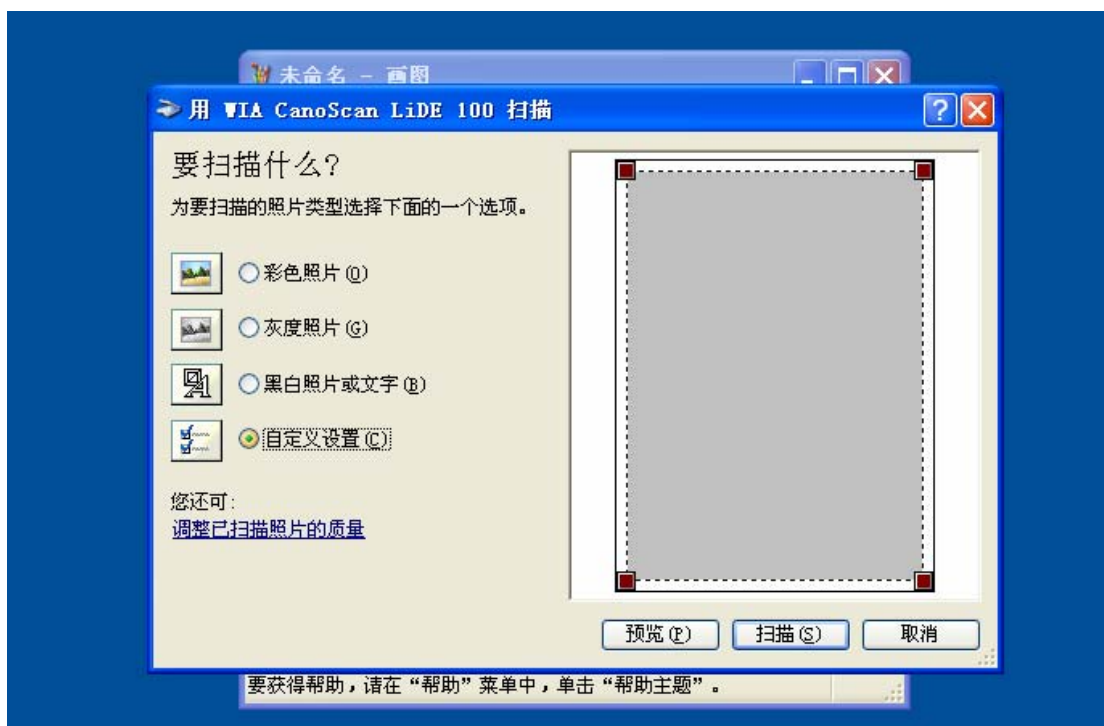 未命名 - 画图
用 WIA CanoScan LiDE 100 扫描
要扫描什么?
为要扫描的照片类型选择下面的一个选项。
彩色照片(O)
灰度照片(G)
黑白照片或文字(B)
自定义设置(C)
您还可:
调整已扫描照片的质量
预览(P) 扫描(S) 取消
要获得帮助，请在“帮助”菜单中，单击“帮助主题”。